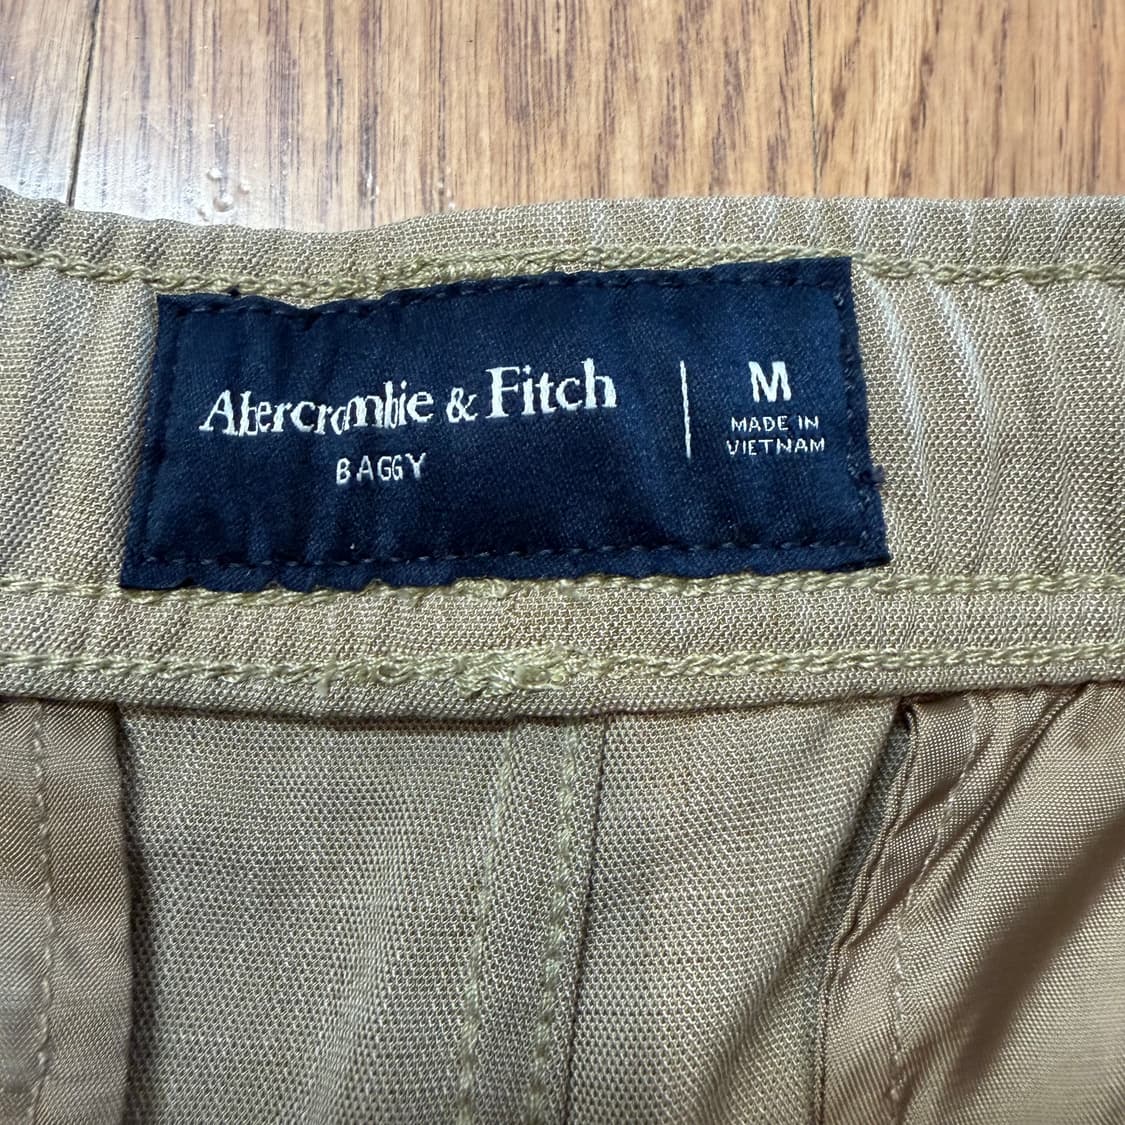 Abercrombie & Fitch
BAGGY
M
MADE IN
VIETNAM